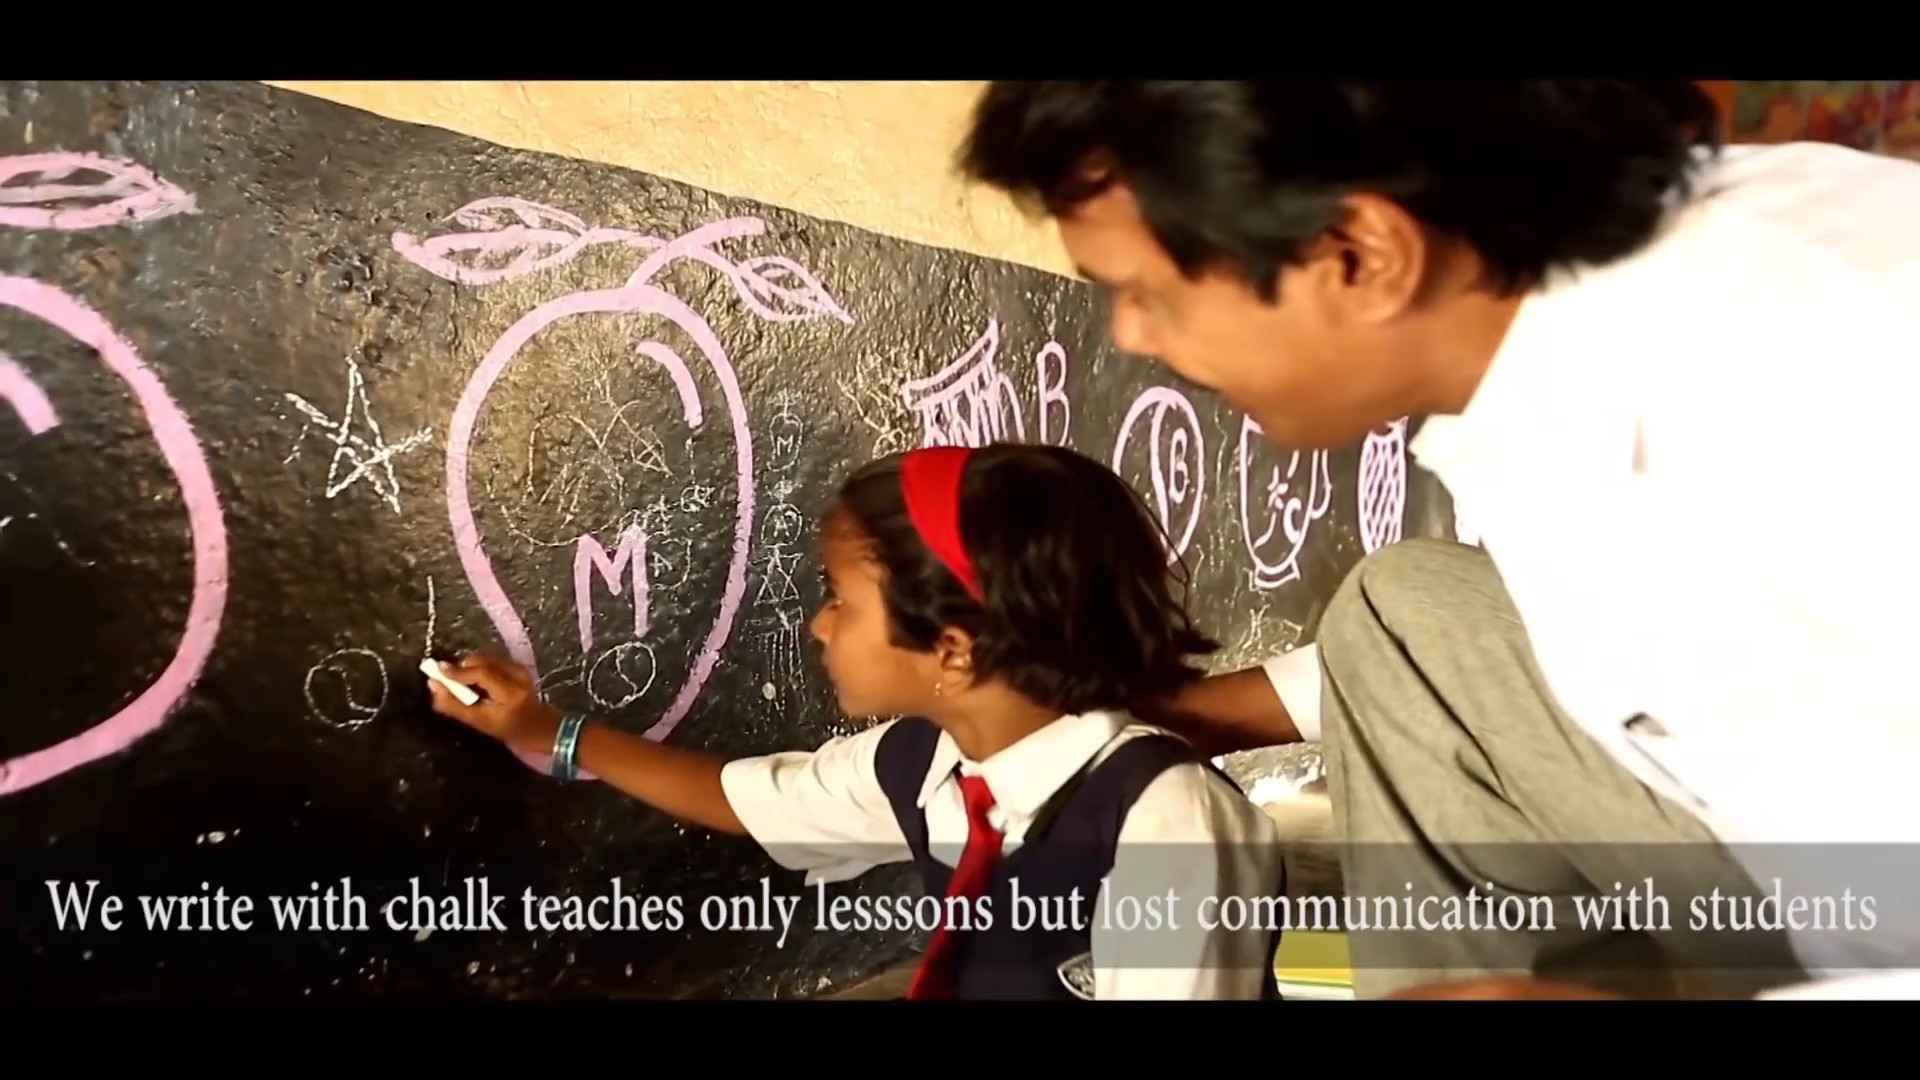 M
B
B
C
We write with chalk teaches only lesssons but lost communication with students